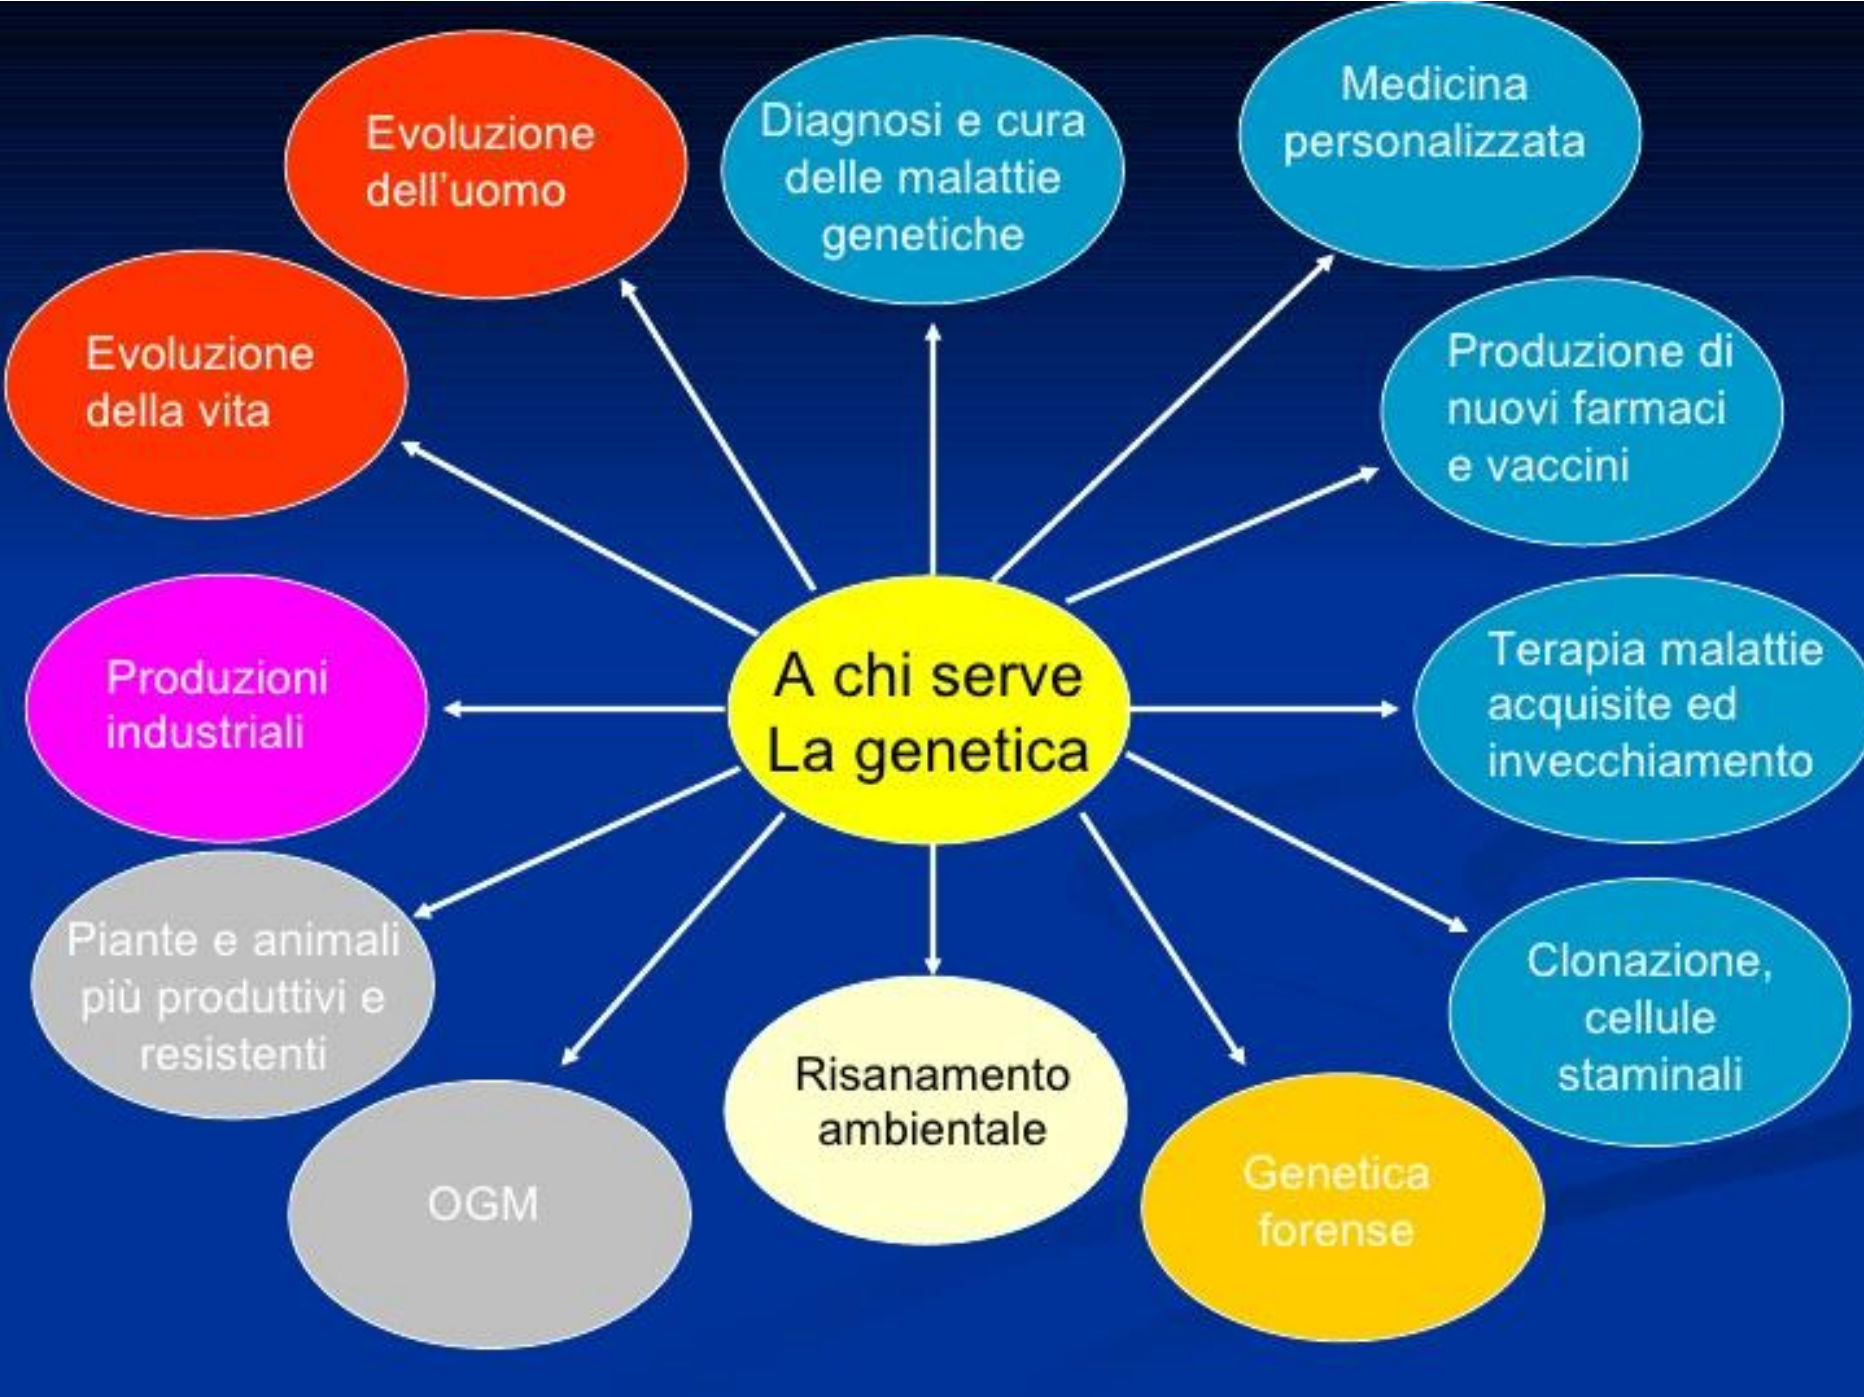 Evoluzione
dell'uomo
Diagnosi e cura
delle malattie
genetiche
Medicina
personalizzata
Evoluzione
della vita
Produzione di
nuovi farmaci
e vaccini
Produzioni
industriali
A chi serve
La genetica
Terapia malattie
acquisite ed
invecchiamento
Piante e animali
più produttivi e
resistenti
Clonazione,
cellule
staminali
OGM
Risanamento
ambientale
Genetica
forense